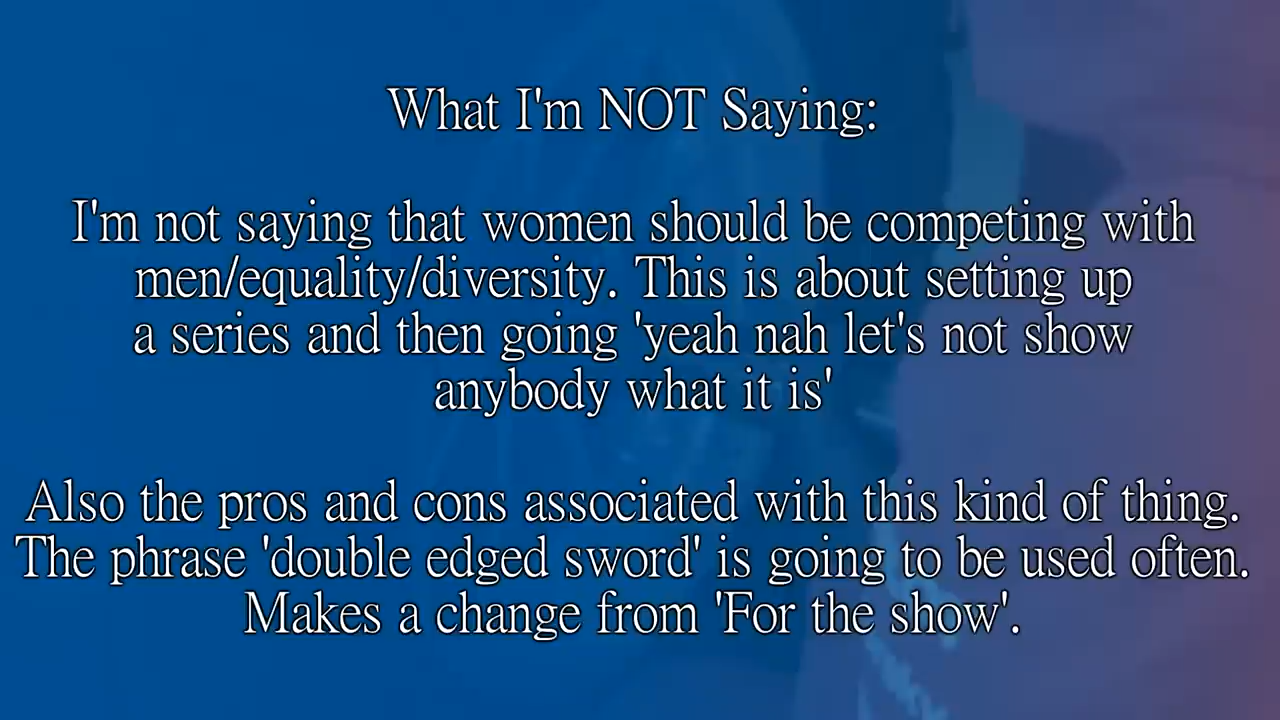 What I'm NOT Saying:
I'm not saying that women should be competing with
men/equality/diversity. This is about setting up
a series and then going 'yeah nah let's not show
anybody what it is'
Also the pros and cons associated with this kind of thing.
The phrase 'double edged sword' is going to be used often.
Makes a change from 'For the show'.